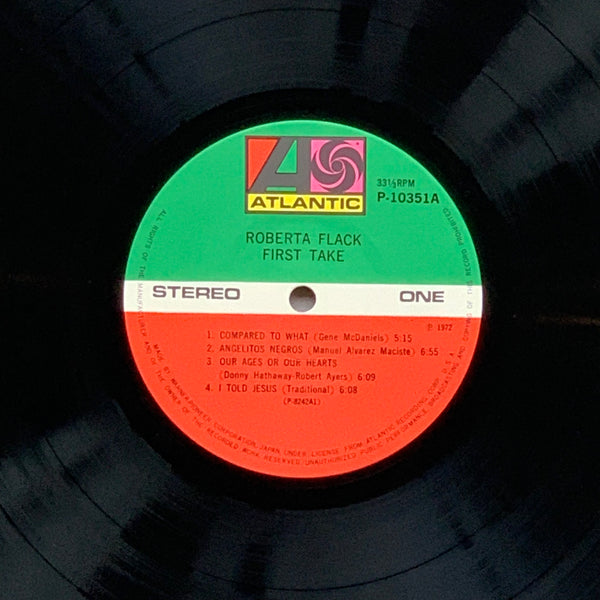 ATLANTIC
33⅓RPM
P-10351A
ROBERTA FLACK
FIRST TAKE
STEREO
ONE
Ⓟ 1972
1. COMPARED TO WHAT (Gene McDaniels) 5:15
2. ANGELITOS NEGROS (Manuel Alvarez Maciste) 6:55
3. OUR AGES OR OUR HEARTS
(Donny Hathaway-Robert Ayers) 6:09
4. I TOLD JESUS (Traditional) 6:08
(P-8242A1)
MADE BY WARNER-PIONEER CORPORATION, JAPAN UNDER LICENSE FROM ATLANTIC RECORDING CORP. U.S.A.
ALL RIGHTS OF THE MANUFACTURER AND OF THE OWNER OF THE RECORDED WORK RESERVED UNAUTHORIZED PUBLIC PERFORMANCE, BROADCASTING AND COPYING OF THIS RECORD PROHIBITED